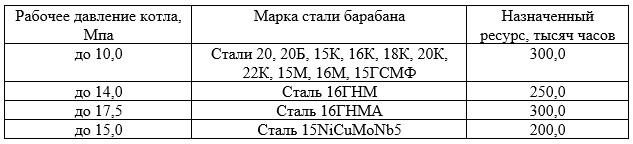 Рабочее давление котла, Мпа
Марка стали барабана
Назначенный ресурс, тысяч часов
до 10,0
Стали 20, 20Б, 15К, 16К, 18К, 20К, 22К, 15М, 16М, 15ГСМФ
300,0
до 14,0
Сталь 16ГНМ
250,0
до 17,5
Сталь 16ГНМА
300,0
до 15,0
Сталь 15NiCuMoNb5
200,0